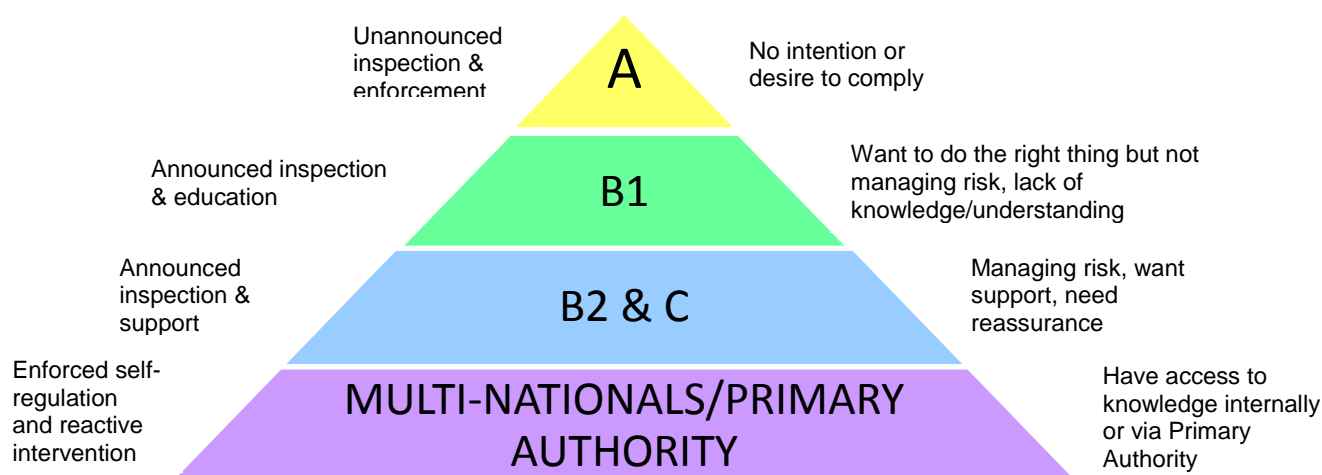 Unannounced
inspection &
enforcement
A
No intention or
desire to comply
Announced inspection
& education
B1
Want to do the right thing but not
managing risk, lack of
knowledge/understanding
Announced
inspection &
support
B2 & C
Managing risk, want
support, need
reassurance
Enforced self-
regulation
and reactive
intervention
MULTI-NATIONALS/PRIMARY
AUTHORITY
Have access to
knowledge internally
or via Primary
Authority